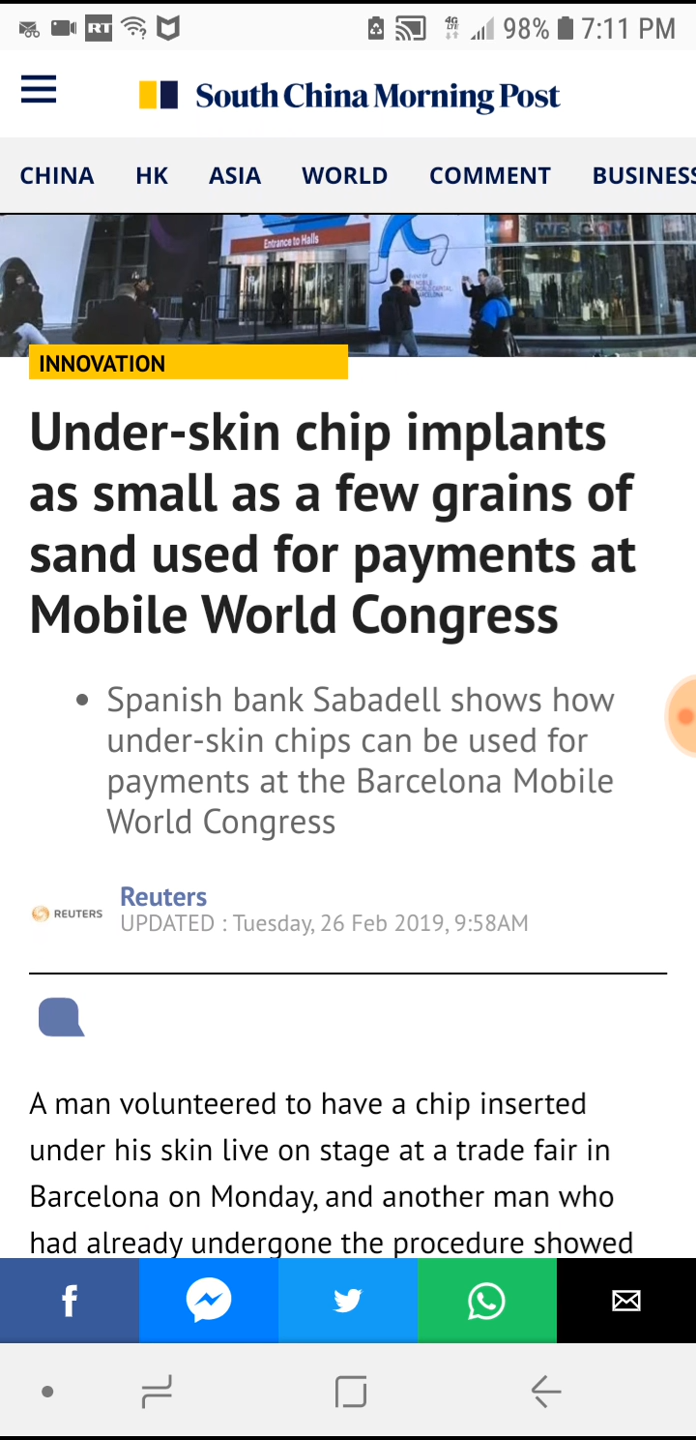 RT 4G LTE 98% 7:11 PM
South China Morning Post
CHINA HK ASIA WORLD COMMENT BUSINESS
Entrance to Halls
INNOVATION
Under-skin chip implants
as small as a few grains of
sand used for payments at
Mobile World Congress
• Spanish bank Sabadell shows how
under-skin chips can be used for
payments at the Barcelona Mobile
World Congress
Reuters
REUTERS
UPDATED : Tuesday, 26 Feb 2019, 9:58AM
A man volunteered to have a chip inserted
under his skin live on stage at a trade fair in
Barcelona on Monday, and another man who
had already undergone the procedure showed